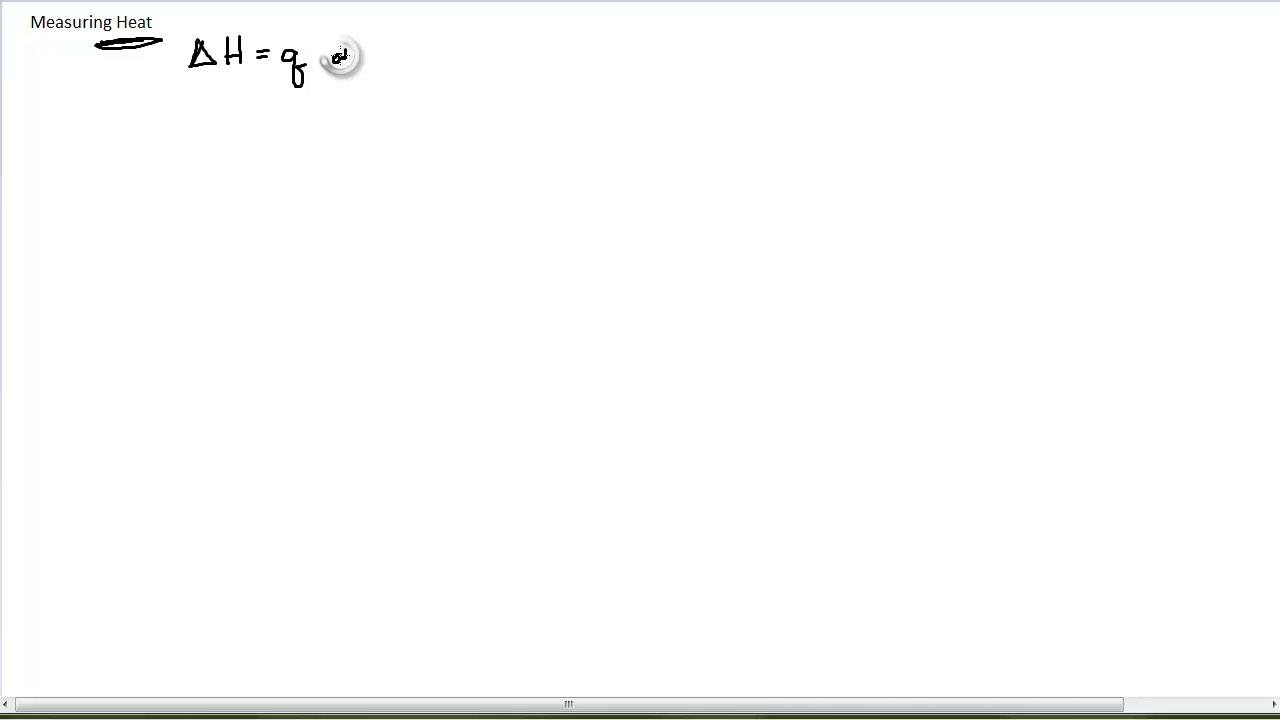 Measuring Heat
ΔH = q